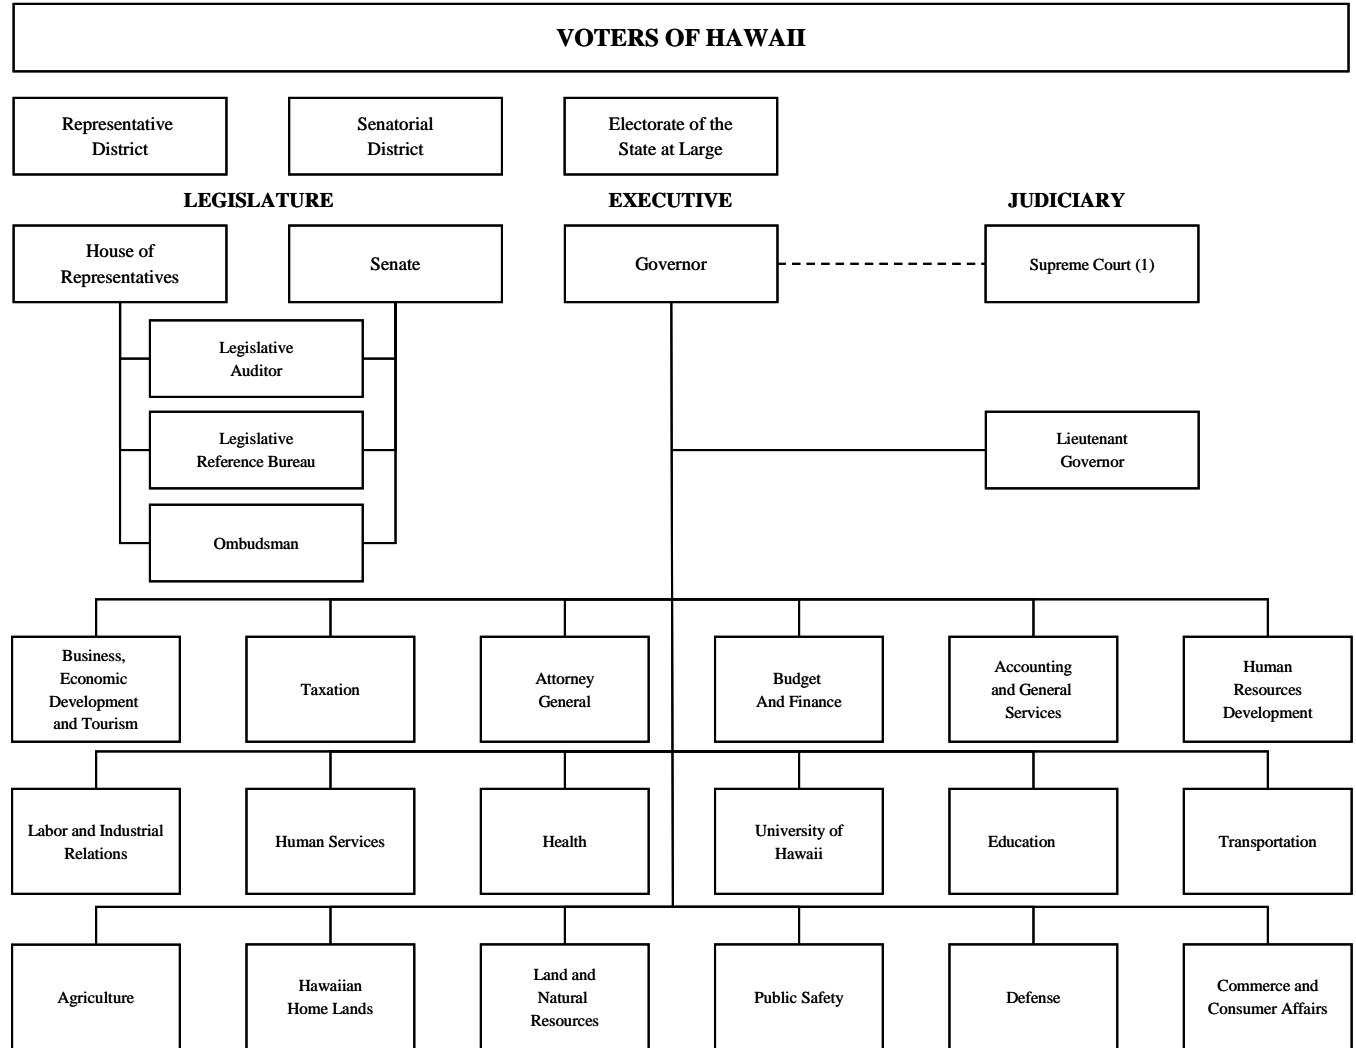 VOTERS OF HAWAII
Representative
District
Senatorial
District
Electorate of the
State at Large
LEGISLATURE
EXECUTIVE
JUDICIARY
House of
Representatives
Senate
Governor
Supreme Court (1)
Legislative
Auditor
Legislative
Reference Bureau
Lieutenant
Governor
Ombudsman
Business,
Economic
Development
and Tourism
Taxation
Attorney
General
Budget
And Finance
Accounting
and General
Services
Human
Resources
Development
Labor and Industrial
Relations
Human Services
Health
University of
Hawaii
Education
Transportation
Agriculture
Hawaiian
Home Lands
Land and
Natural
Resources
Public Safety
Defense
Commerce and
Consumer Affairs